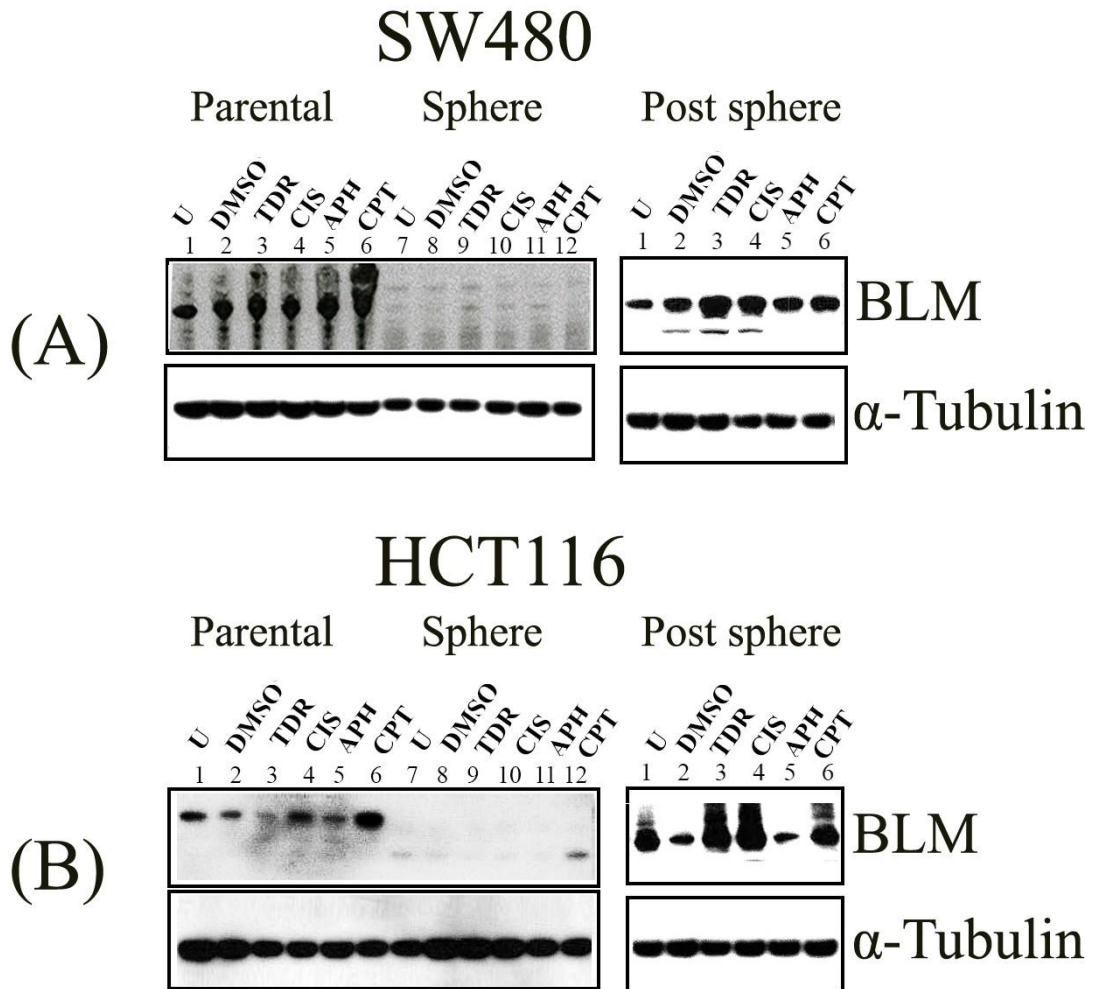 SW480
Parental Sphere Post sphere
U DMSO TDR CIS APH CPT U DMSO TDR CIS APH CPT U DMSO TDR CIS APH CPT
1 2 3 4 5 6 7 8 9 10 11 12 1 2 3 4 5 6
(A)
BLM
α-Tubulin
HCT116
Parental Sphere Post sphere
U DMSO TDR CIS APH CPT U DMSO TDR CIS APH CPT U DMSO TDR CIS APH CPT
1 2 3 4 5 6 7 8 9 10 11 12 1 2 3 4 5 6
(B)
BLM
α-Tubulin